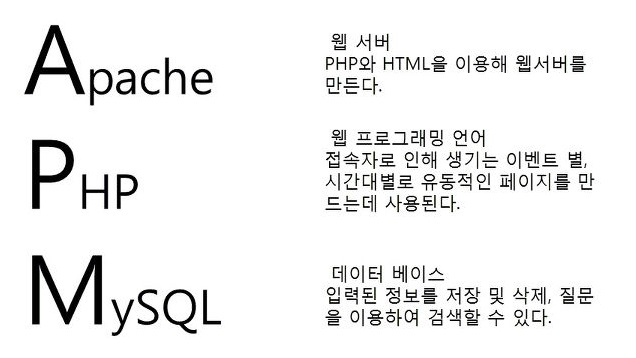 Apache
웹 서버
PHP와 HTML을 이용해 웹서버를
만든다.
PHP
웹 프로그래밍 언어
접속자로 인해 생기는 이벤트 별,
시간대별로 유동적인 페이지를 만
드는데 사용된다.
MySQL
데이터 베이스
입력된 정보를 저장 및 삭제, 질문
을 이용하여 검색할 수 있다.